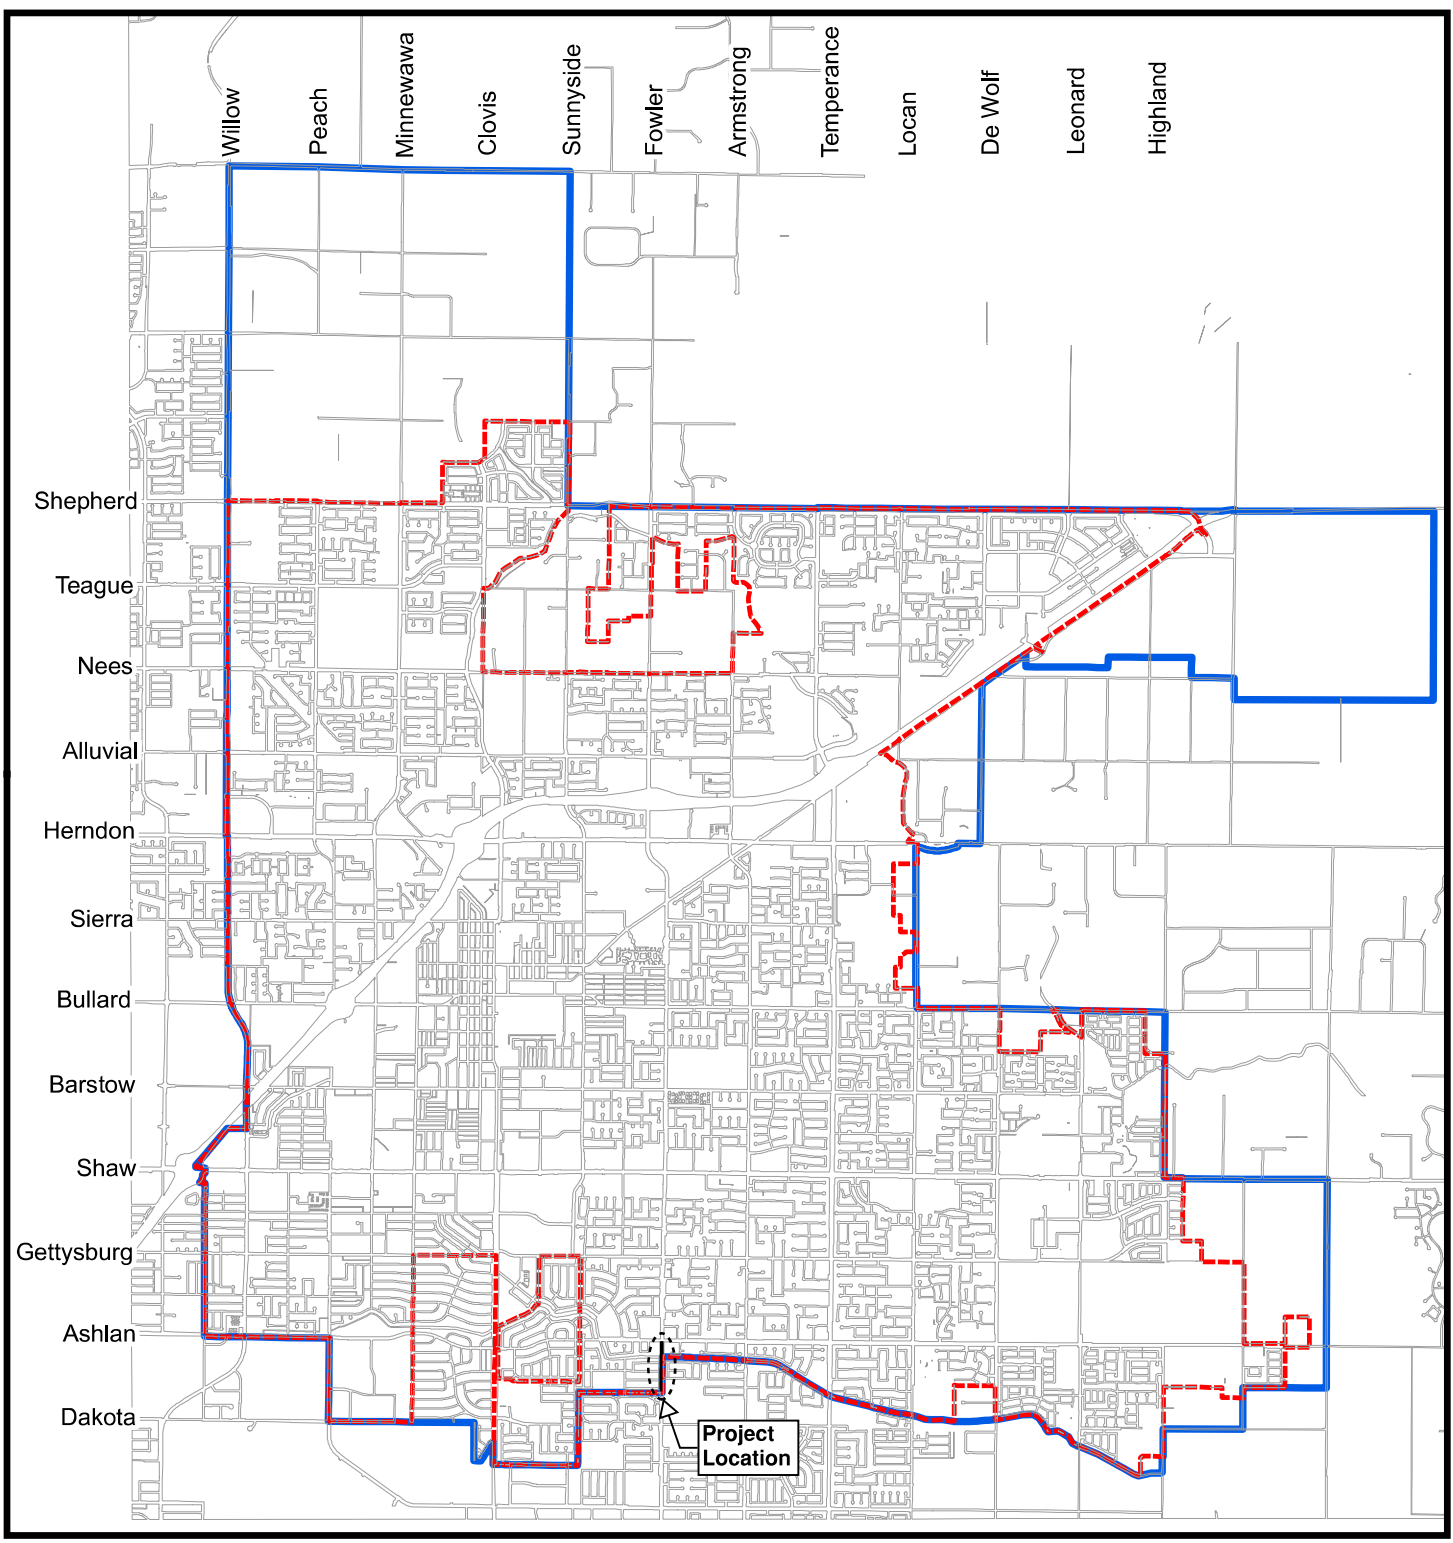 Willow
Peach
Minnewawa
Clovis
Sunnyside
Fowler
Armstrong
Temperance
Locan
De Wolf
Leonard
Highland
Shepherd
Teague
Nees
Alluvial
Herndon
Sierra
Bullard
Barstow
Shaw
Gettysburg
Ashlan
Dakota
Project
Location